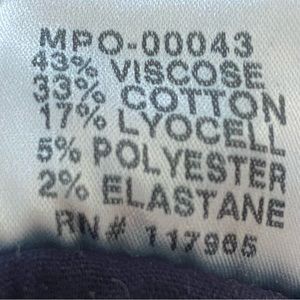 MPO-00043
43% VISCOSE
33% COTTON
17% LYOCELL
5% POLYESTER
2% ELASTANE
RN# 117965